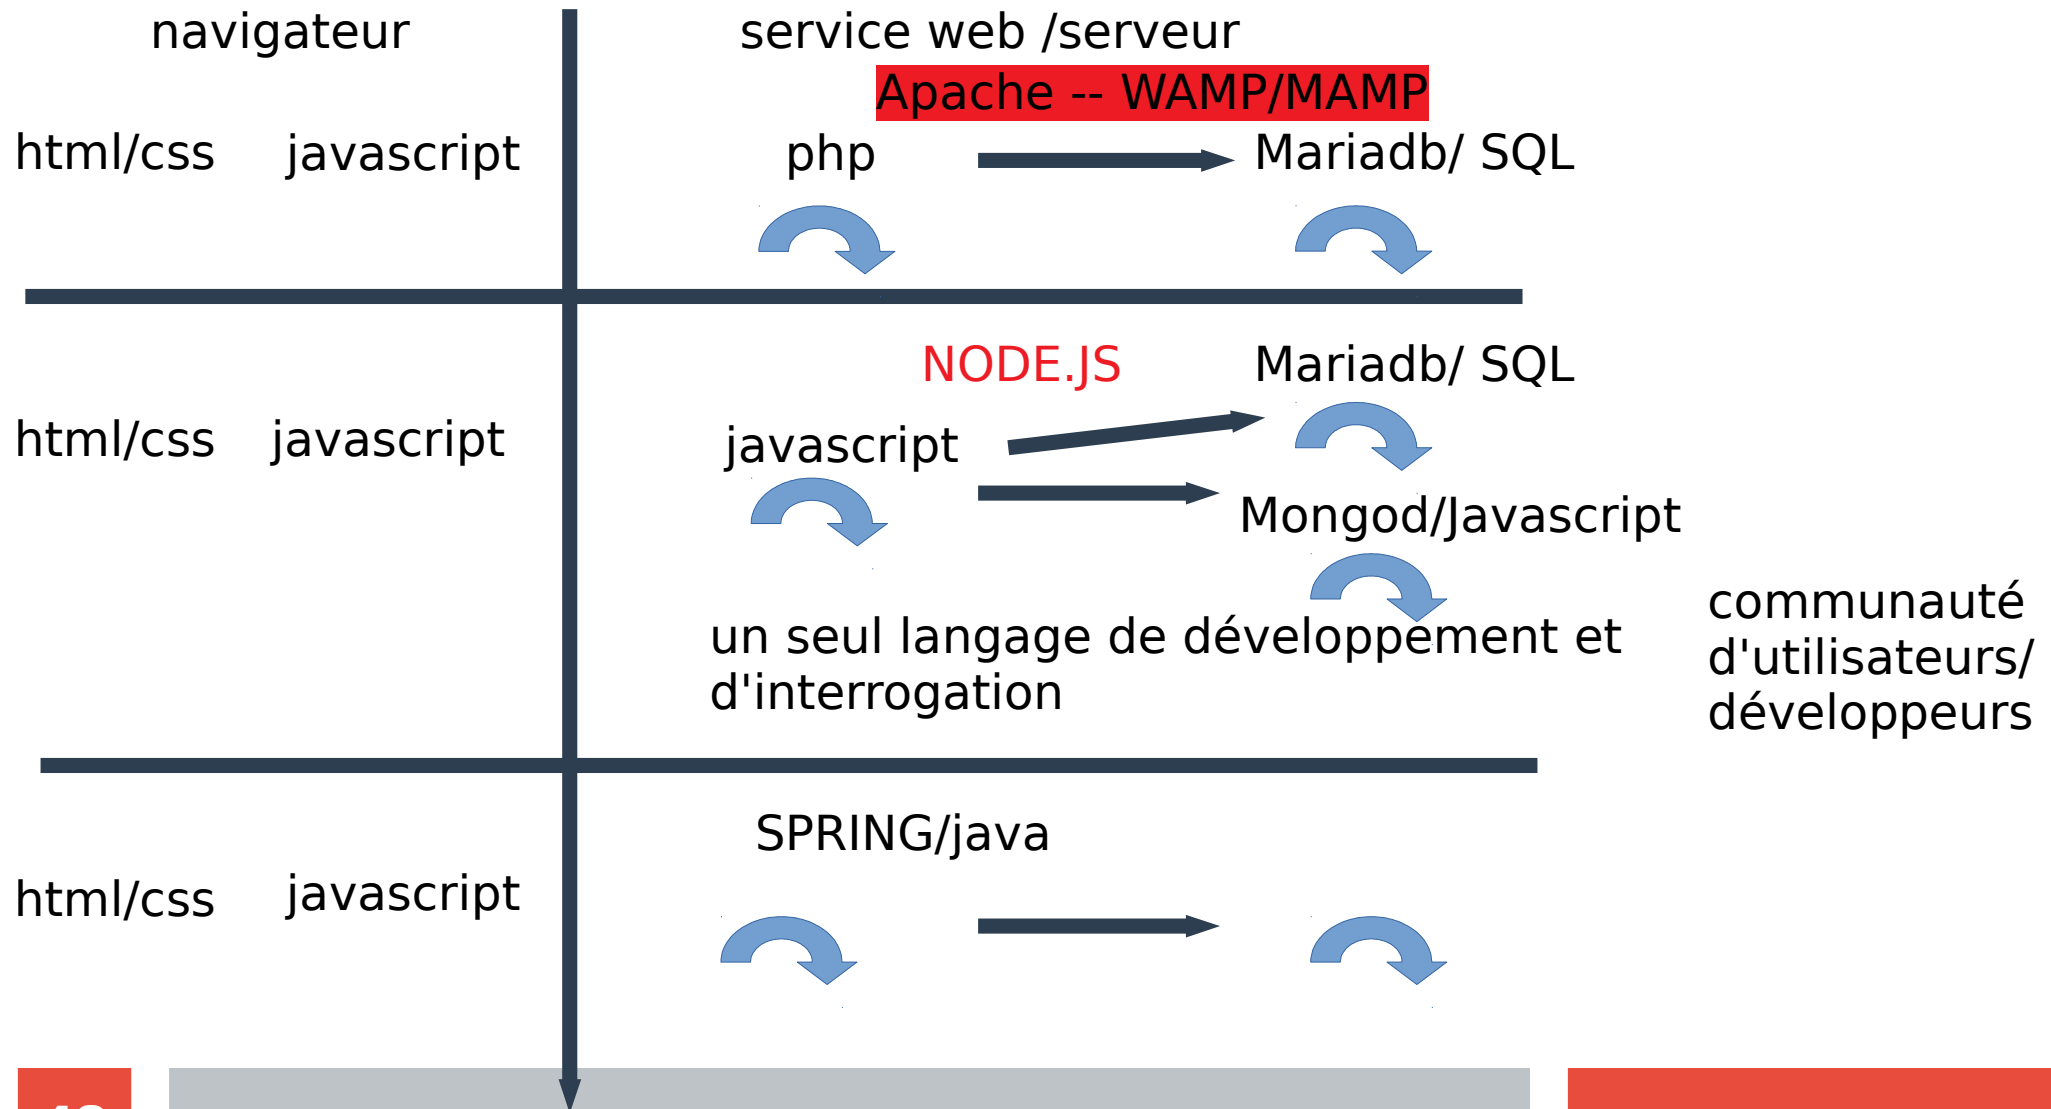 navigateur
service web /serveur
Apache -- WAMP/MAMP
html/css
javascript
php
Mariadb/ SQL
NODE.JS
Mariadb/ SQL
html/css
javascript
javascript
Mongod/Javascript
un seul langage de développement et
d'interrogation
communauté
d'utilisateurs/
développeurs
SPRING/java
html/css
javascript